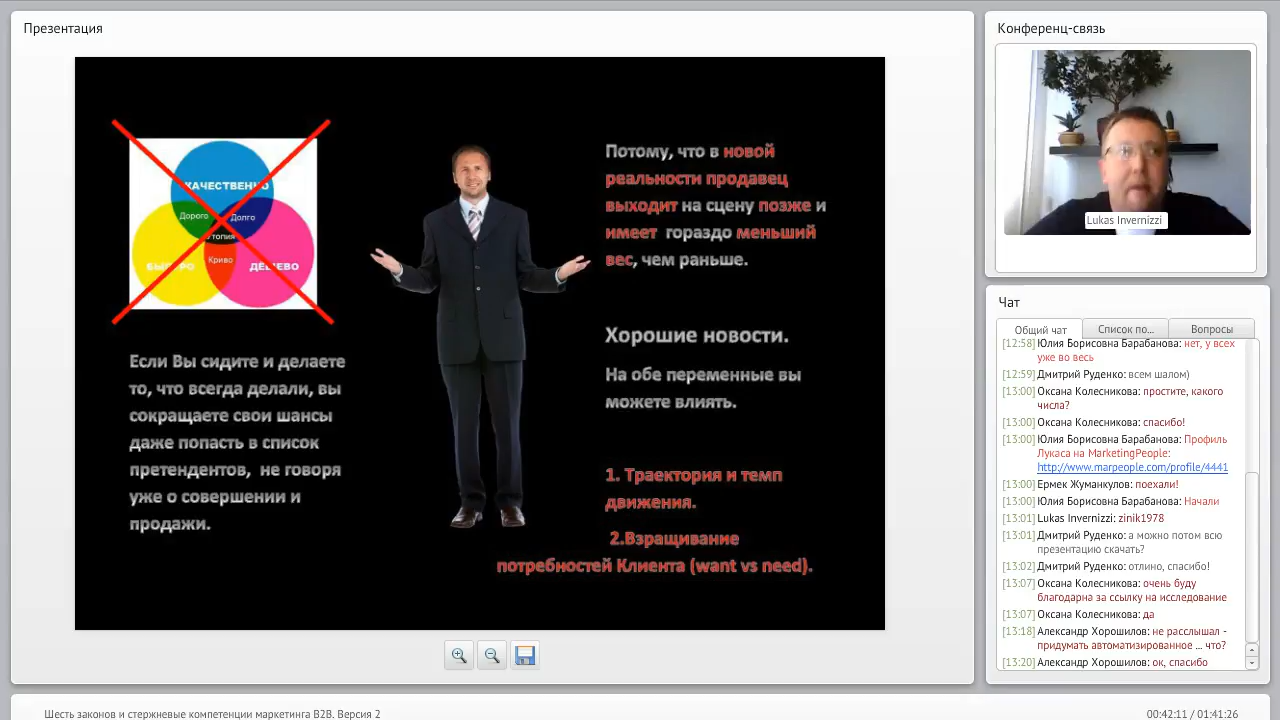 Презентация
КАЧЕСТВЕННО
Дорого
Долго
Утопия
БЫСТРО
Криво
ДЁШЕВО
Если Вы сидите и делаете
то, что всегда делали, вы
сокращаете свои шансы
даже попасть в список
претендентов, не говоря
уже о совершении и
продажи.
Потому, что в новой
реальности продавец
выходит на сцену позже и
имеет гораздо меньший
вес, чем раньше.
Хорошие новости.
На обе переменные вы
можете влиять.
1. Траектория и темп
движения.
2.Взращивание
потребностей Клиента (want vs need).
Шесть законов и стержневые компетенции маркетинга B2B. Версия 2
00:42:11 / 01:41:26
Конференц-связь
Lukas Invernizzi
Чат
Общий чат
Список по...
Вопросы
[12:58] Юлия Борисовна Барабанова: нет, у всех
уже во весь
[12:59] Дмитрий Руденко: всем шалом)
[13:00] Оксана Колесникова: простите, какого
числа?
[13:00] Оксана Колесникова: спасибо!
[13:00] Юлия Борисовна Барабанова: Профиль
Лукаса на MarketingPeople:
http://www.marpeople.com/profile/4441
[13:00] Ермек Жуманкулов: поехали!
[13:00] Юлия Борисовна Барабанова: Начали
[13:01] Lukas Invernizzi: zinik1978
[13:01] Дмитрий Руденко: а можно потом всю
презентацию скачать?
[13:02] Дмитрий Руденко: отлино, спасибо!
[13:07] Оксана Колесникова: очень буду
благодарна за ссылку на исследование
[13:07] Оксана Колесникова: да
[13:18] Александр Хорошилов: не расслышал -
придумать автоматизированное ... что?
[13:20] Александр Хорошилов: ок, спасибо